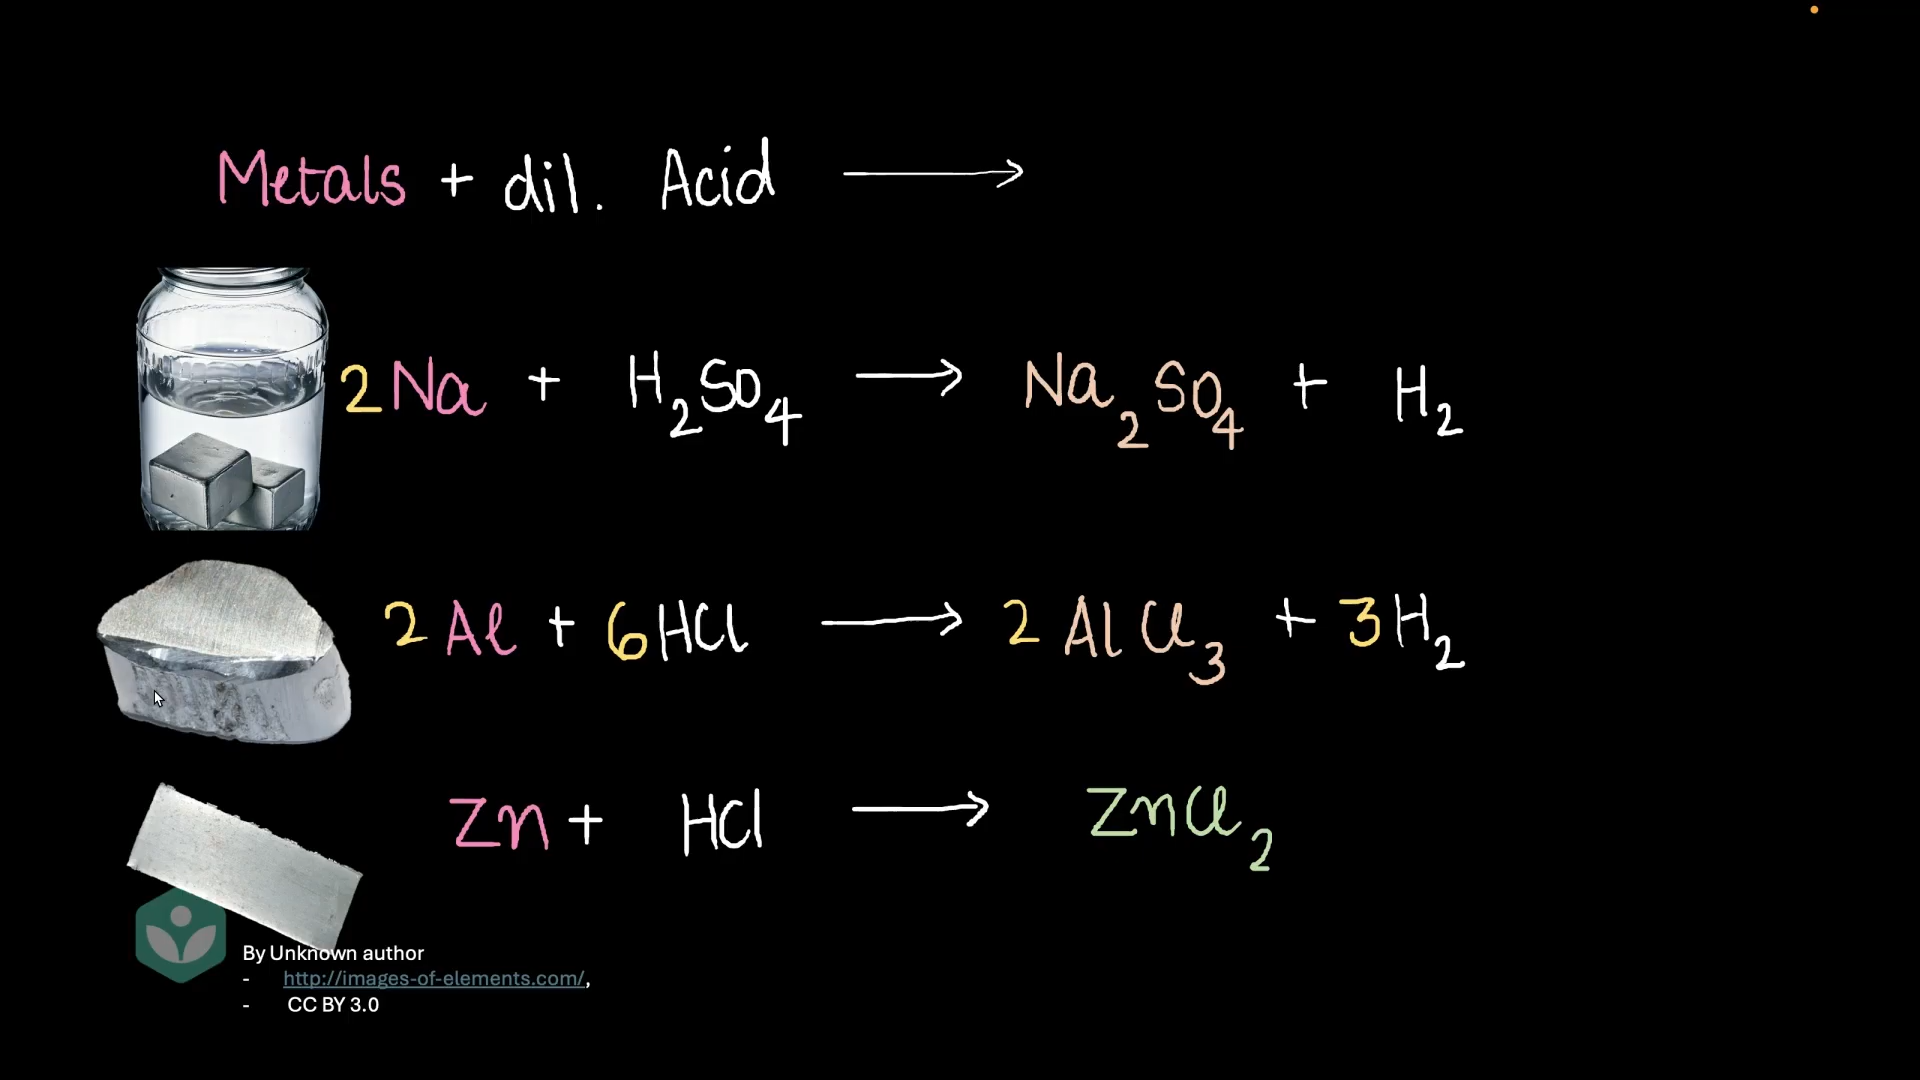 Metals + dil. Acid ⟶
2Na + H₂SO₄ ⟶ Na₂SO₄ + H₂
2Al + 6HCl ⟶ 2AlCl₃ + 3H₂
Zn + HCl ⟶ ZnCl₂
By Unknown author
- http://images-of-elements.com/,
- CC BY 3.0